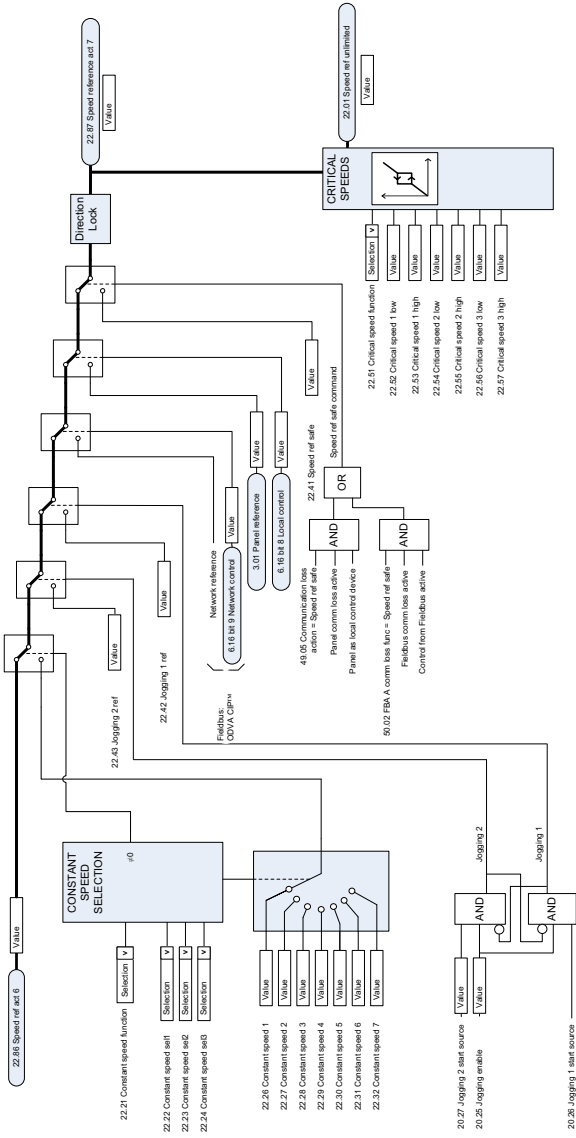 22.86 Speed ref act 6
Value
22.21 Constant speed function
Selection
v
22.22 Constant speed sel1
Selection
v
22.23 Constant speed sel2
Selection
v
22.24 Constant speed sel3
Selection
v
CONSTANT
SPEED
SELECTION
≠0
22.26 Constant speed 1
Value
22.27 Constant speed 2
Value
22.28 Constant speed 3
Value
22.29 Constant speed 4
Value
22.30 Constant speed 5
Value
22.31 Constant speed 6
Value
22.32 Constant speed 7
Value
20.27 Jogging 2 start source
Value
20.25 Jogging enable
Value
20.26 Jogging 1 start source
AND
AND
Jogging 2
Jogging 1
22.43 Jogging 2 ref
Value
22.42 Jogging 1 ref
Value
Fieldbus:
ODVA CIP™
Network reference
6.16 bit 9 Network control
Value
3.01 Panel reference
Value
6.16 bit 8 Local control
Value
49.05 Communication loss
action = Speed ref safe
Panel comm loss active
Panel as local control device
AND
50.02 FBA A comm loss func = Speed ref safe
Fieldbus comm loss active
Control from Fieldbus active
AND
OR
22.41 Speed ref safe
Value
Speed ref safe command
Direction
Lock
22.87 Speed reference act 7
Value
22.51 Critical speed function
Selection
v
22.52 Critical speed 1 low
Value
22.53 Critical speed 1 high
Value
22.54 Critical speed 2 low
Value
22.55 Critical speed 2 high
Value
22.56 Critical speed 3 low
Value
22.57 Critical speed 3 high
Value
CRITICAL
SPEEDS
22.01 Speed ref unlimited
Value